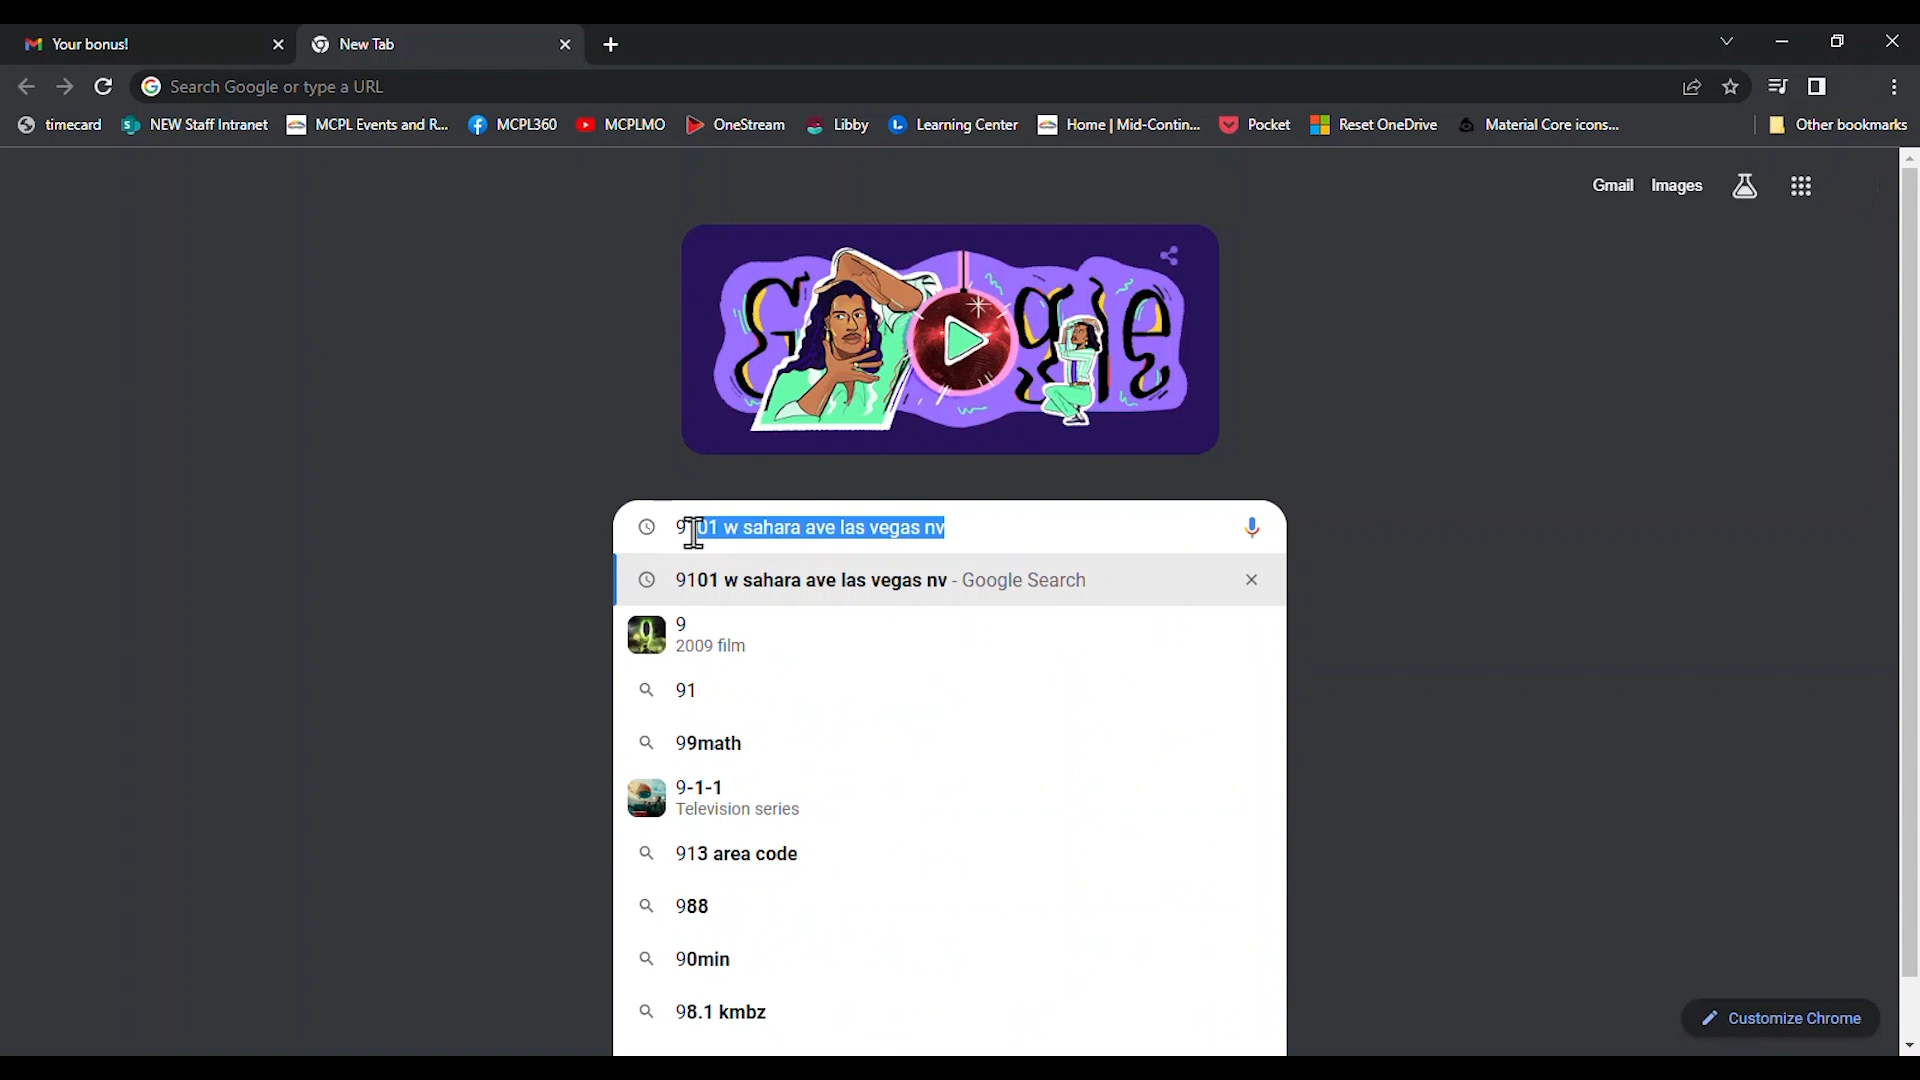 Your bonus!
New Tab
Search Google or type a URL
timecard NEW Staff Intranet MCPL Events and R... MCPL360 MCPLMO OneStream Libby Learning Center Home | Mid-Contin... Pocket Reset OneDrive Material Core icons... Other bookmarks
Gmail Images
Google
9101 w sahara ave las vegas nv
9101 w sahara ave las vegas nv - Google Search
9
2009 film
91
99math
9-1-1
Television series
913 area code
988
90min
98.1 kmbz
Customize Chrome